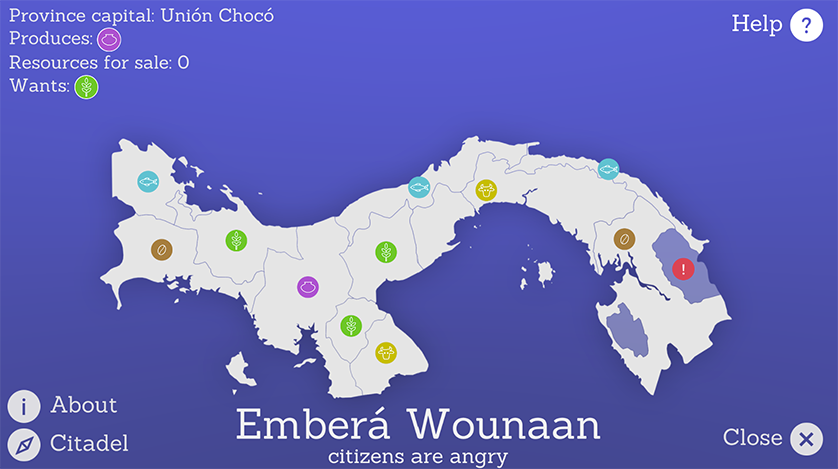 Province capital: Unión Chocó
Produces:
Resources for sale: 0
Wants:
Help ?
!
i About
Citadel
Emberá Wounaan
citizens are angry
Close